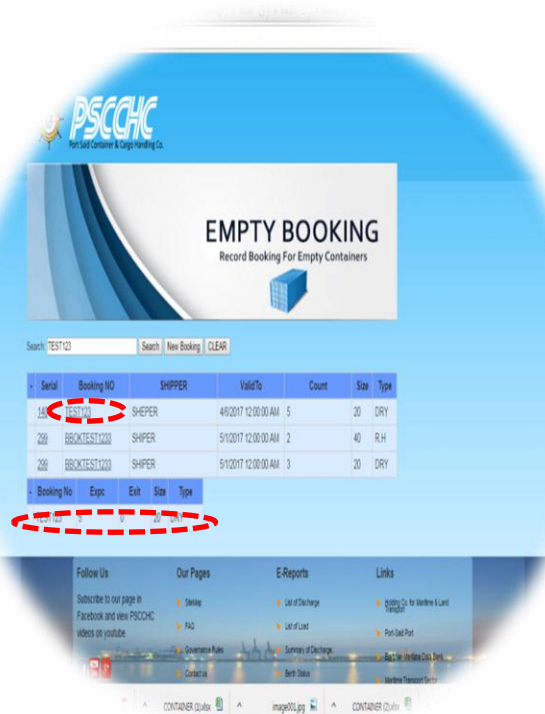 PSCCHC
Port Said Container & Cargo Handling Co.
EMPTY BOOKING
Record Booking For Empty Containers
Search: TEST123 Search New Booking CLEAR
- Serial Booking NO SHIPPER ValidTo Count Size Type
TEST123 SHEPER 4/6/2017 12:00:00 AM 5 20 DRY
299 BBOKTEST1233 SHIPER 5/1/2017 12:00:00 AM 2 40 R.H
299 BBOKTEST1233 SHIPER 5/1/2017 12:00:00 AM 3 20 DRY
- Booking No Expc Exit Size Type
TEST123 5 0 20 DRY
Follow Us Our Pages E-Reports Links
Subscribe to our page in Facebook and view PSCCHC videos on youtube.
SiteMap
FAQ
Governance Rules
Contact us
List of Discharge
List of Load
Summary of Discharge
Berth Status
Holding Co. for Maritime & Land Transport
Port-Said Port
Egyptian Maritime Data Bank
Maritime Transport Sector
CONTAINER (1).xlsx image001.jpg CONTAINER (2).xlsx